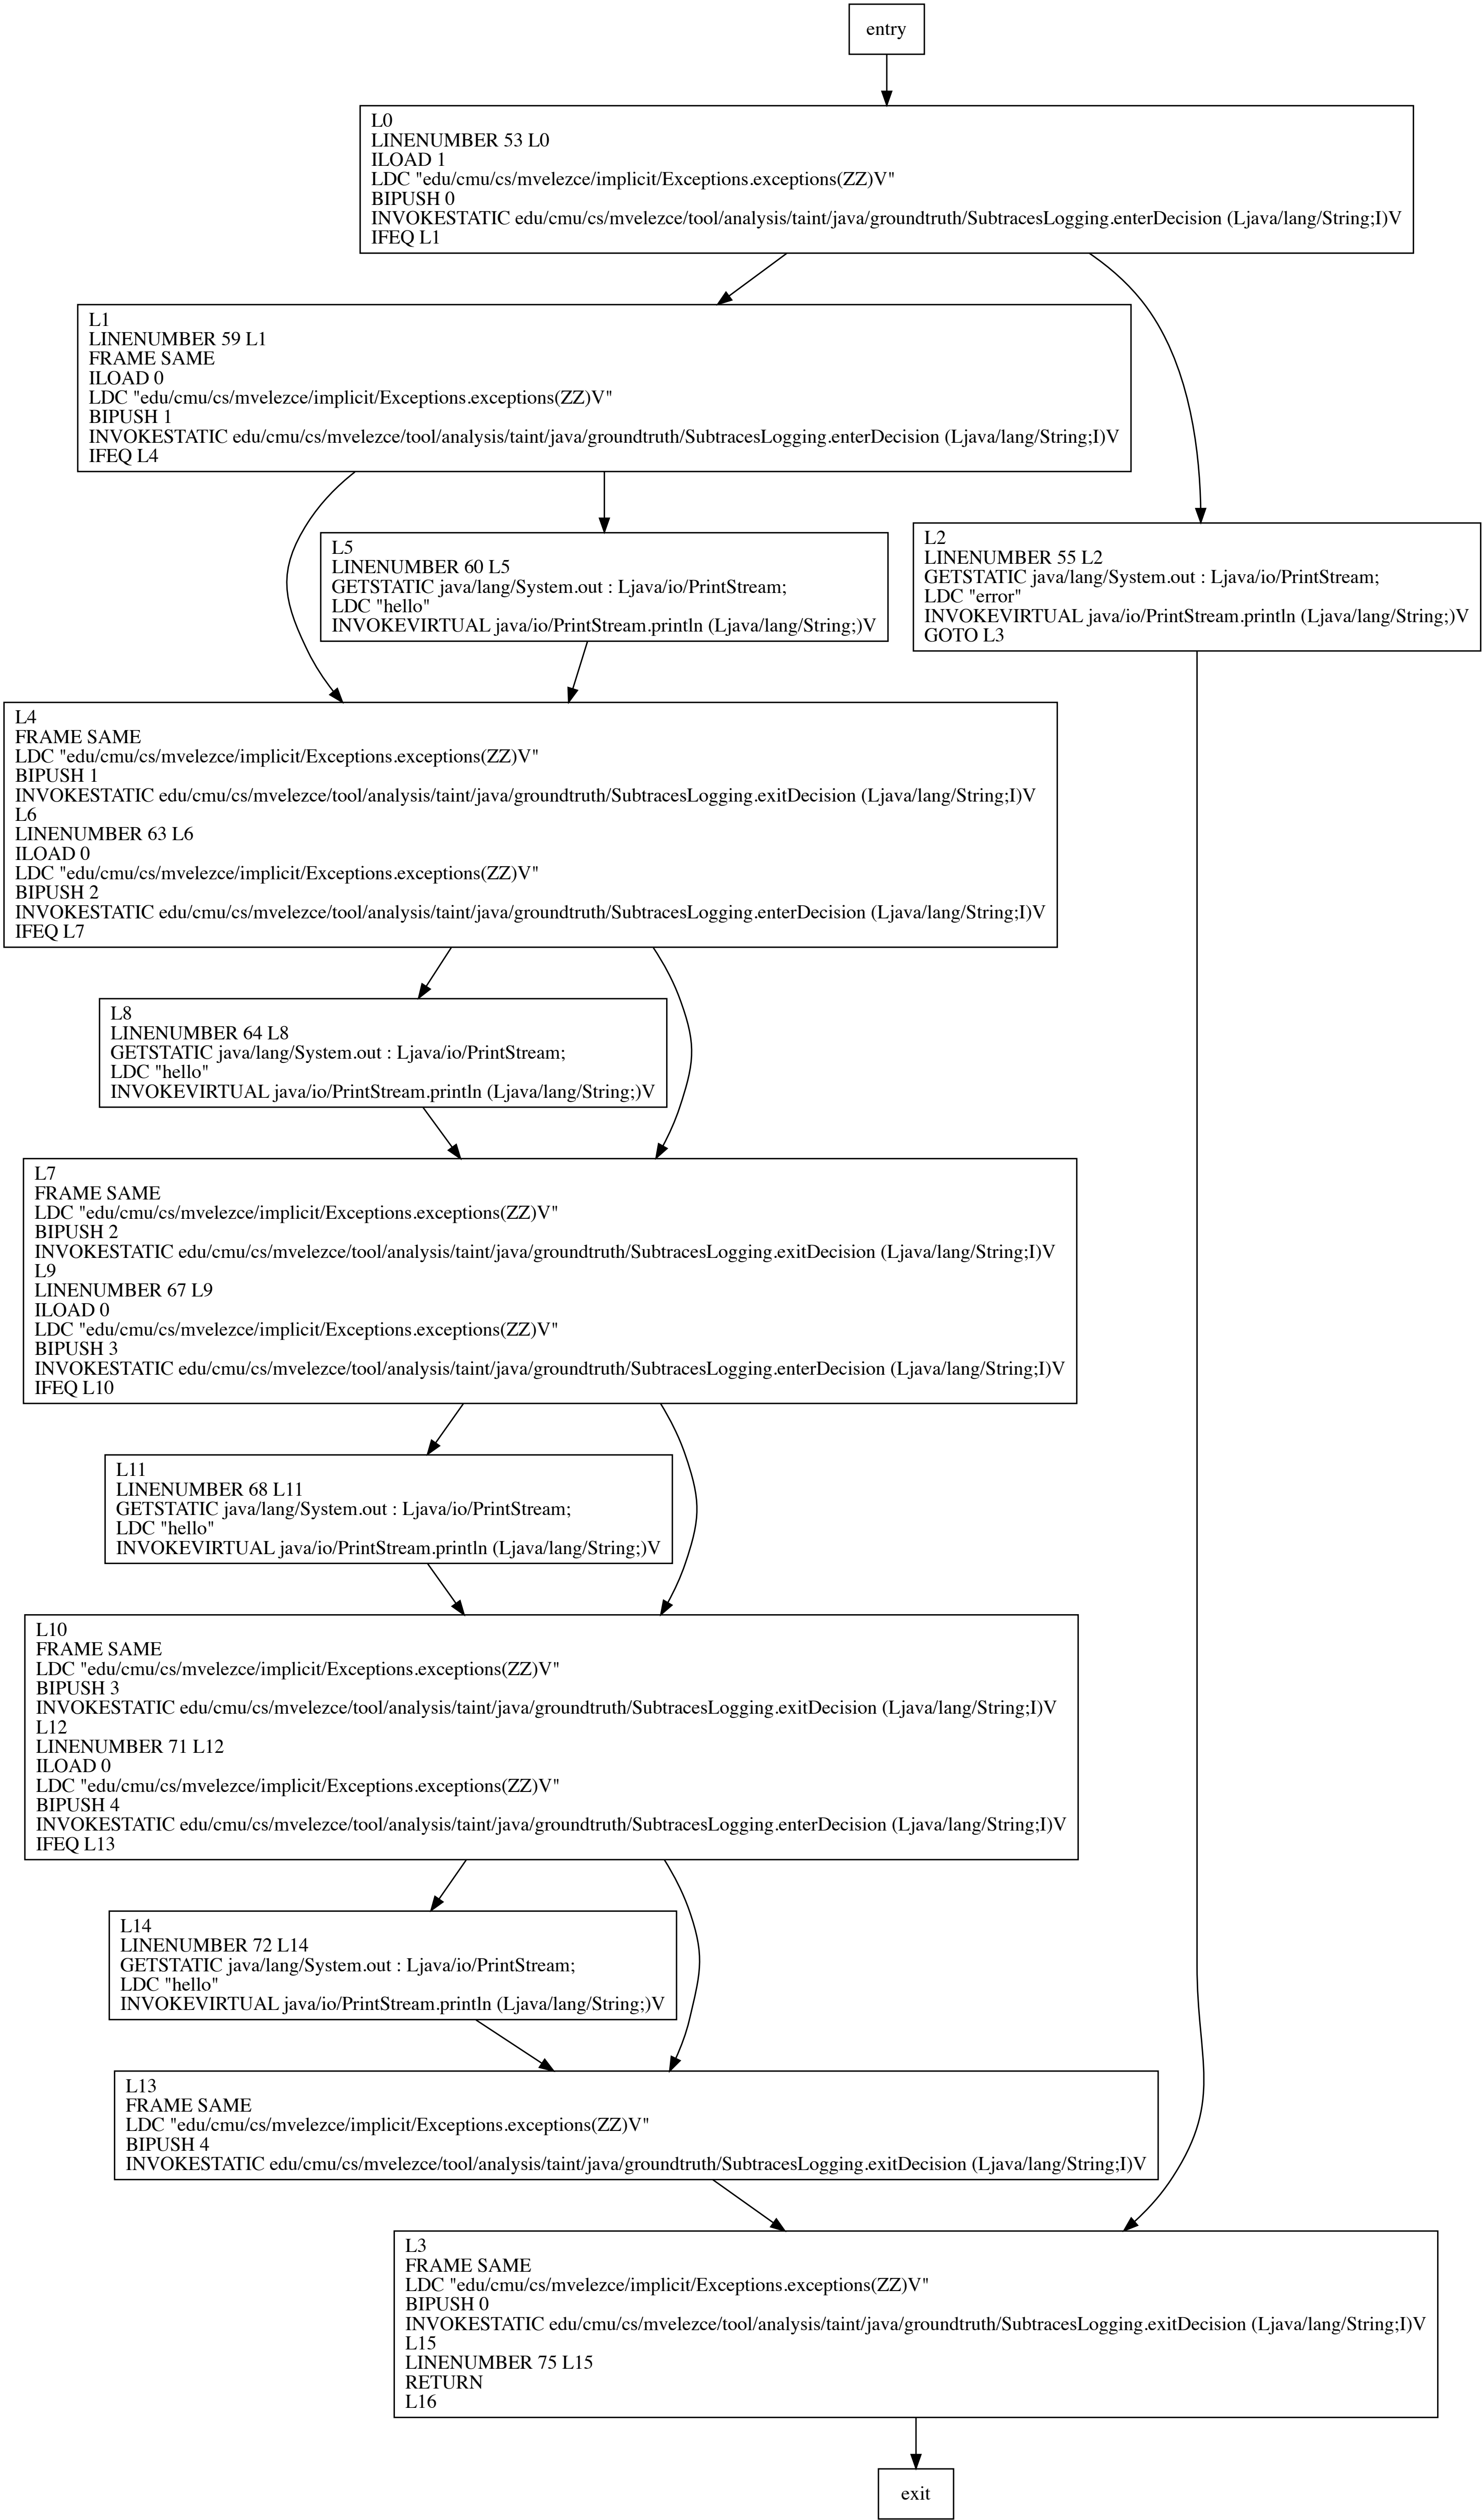 entry
L0
LINENUMBER 53 L0
ILOAD 1
LDC "edu/cmu/cs/mvelezce/implicit/Exceptions.exceptions(ZZ)V"
BIPUSH 0
INVOKESTATIC edu/cmu/cs/mvelezce/tool/analysis/taint/java/groundtruth/SubtracesLogging.enterDecision (Ljava/lang/String;I)V
IFEQ L1
L1
LINENUMBER 59 L1
FRAME SAME
ILOAD 0
LDC "edu/cmu/cs/mvelezce/implicit/Exceptions.exceptions(ZZ)V"
BIPUSH 1
INVOKESTATIC edu/cmu/cs/mvelezce/tool/analysis/taint/java/groundtruth/SubtracesLogging.enterDecision (Ljava/lang/String;I)V
IFEQ L4
L5
LINENUMBER 60 L5
GETSTATIC java/lang/System.out : Ljava/io/PrintStream;
LDC "hello"
INVOKEVIRTUAL java/io/PrintStream.println (Ljava/lang/String;)V
L2
LINENUMBER 55 L2
GETSTATIC java/lang/System.out : Ljava/io/PrintStream;
LDC "error"
INVOKEVIRTUAL java/io/PrintStream.println (Ljava/lang/String;)V
GOTO L3
L4
FRAME SAME
LDC "edu/cmu/cs/mvelezce/implicit/Exceptions.exceptions(ZZ)V"
BIPUSH 1
INVOKESTATIC edu/cmu/cs/mvelezce/tool/analysis/taint/java/groundtruth/SubtracesLogging.exitDecision (Ljava/lang/String;I)V
L6
LINENUMBER 63 L6
ILOAD 0
LDC "edu/cmu/cs/mvelezce/implicit/Exceptions.exceptions(ZZ)V"
BIPUSH 2
INVOKESTATIC edu/cmu/cs/mvelezce/tool/analysis/taint/java/groundtruth/SubtracesLogging.enterDecision (Ljava/lang/String;I)V
IFEQ L7
L8
LINENUMBER 64 L8
GETSTATIC java/lang/System.out : Ljava/io/PrintStream;
LDC "hello"
INVOKEVIRTUAL java/io/PrintStream.println (Ljava/lang/String;)V
L7
FRAME SAME
LDC "edu/cmu/cs/mvelezce/implicit/Exceptions.exceptions(ZZ)V"
BIPUSH 2
INVOKESTATIC edu/cmu/cs/mvelezce/tool/analysis/taint/java/groundtruth/SubtracesLogging.exitDecision (Ljava/lang/String;I)V
L9
LINENUMBER 67 L9
ILOAD 0
LDC "edu/cmu/cs/mvelezce/implicit/Exceptions.exceptions(ZZ)V"
BIPUSH 3
INVOKESTATIC edu/cmu/cs/mvelezce/tool/analysis/taint/java/groundtruth/SubtracesLogging.enterDecision (Ljava/lang/String;I)V
IFEQ L10
L11
LINENUMBER 68 L11
GETSTATIC java/lang/System.out : Ljava/io/PrintStream;
LDC "hello"
INVOKEVIRTUAL java/io/PrintStream.println (Ljava/lang/String;)V
L10
FRAME SAME
LDC "edu/cmu/cs/mvelezce/implicit/Exceptions.exceptions(ZZ)V"
BIPUSH 3
INVOKESTATIC edu/cmu/cs/mvelezce/tool/analysis/taint/java/groundtruth/SubtracesLogging.exitDecision (Ljava/lang/String;I)V
L12
LINENUMBER 71 L12
ILOAD 0
LDC "edu/cmu/cs/mvelezce/implicit/Exceptions.exceptions(ZZ)V"
BIPUSH 4
INVOKESTATIC edu/cmu/cs/mvelezce/tool/analysis/taint/java/groundtruth/SubtracesLogging.enterDecision (Ljava/lang/String;I)V
IFEQ L13
L14
LINENUMBER 72 L14
GETSTATIC java/lang/System.out : Ljava/io/PrintStream;
LDC "hello"
INVOKEVIRTUAL java/io/PrintStream.println (Ljava/lang/String;)V
L13
FRAME SAME
LDC "edu/cmu/cs/mvelezce/implicit/Exceptions.exceptions(ZZ)V"
BIPUSH 4
INVOKESTATIC edu/cmu/cs/mvelezce/tool/analysis/taint/java/groundtruth/SubtracesLogging.exitDecision (Ljava/lang/String;I)V
L3
FRAME SAME
LDC "edu/cmu/cs/mvelezce/implicit/Exceptions.exceptions(ZZ)V"
BIPUSH 0
INVOKESTATIC edu/cmu/cs/mvelezce/tool/analysis/taint/java/groundtruth/SubtracesLogging.exitDecision (Ljava/lang/String;I)V
L15
LINENUMBER 75 L15
RETURN
L16
exit